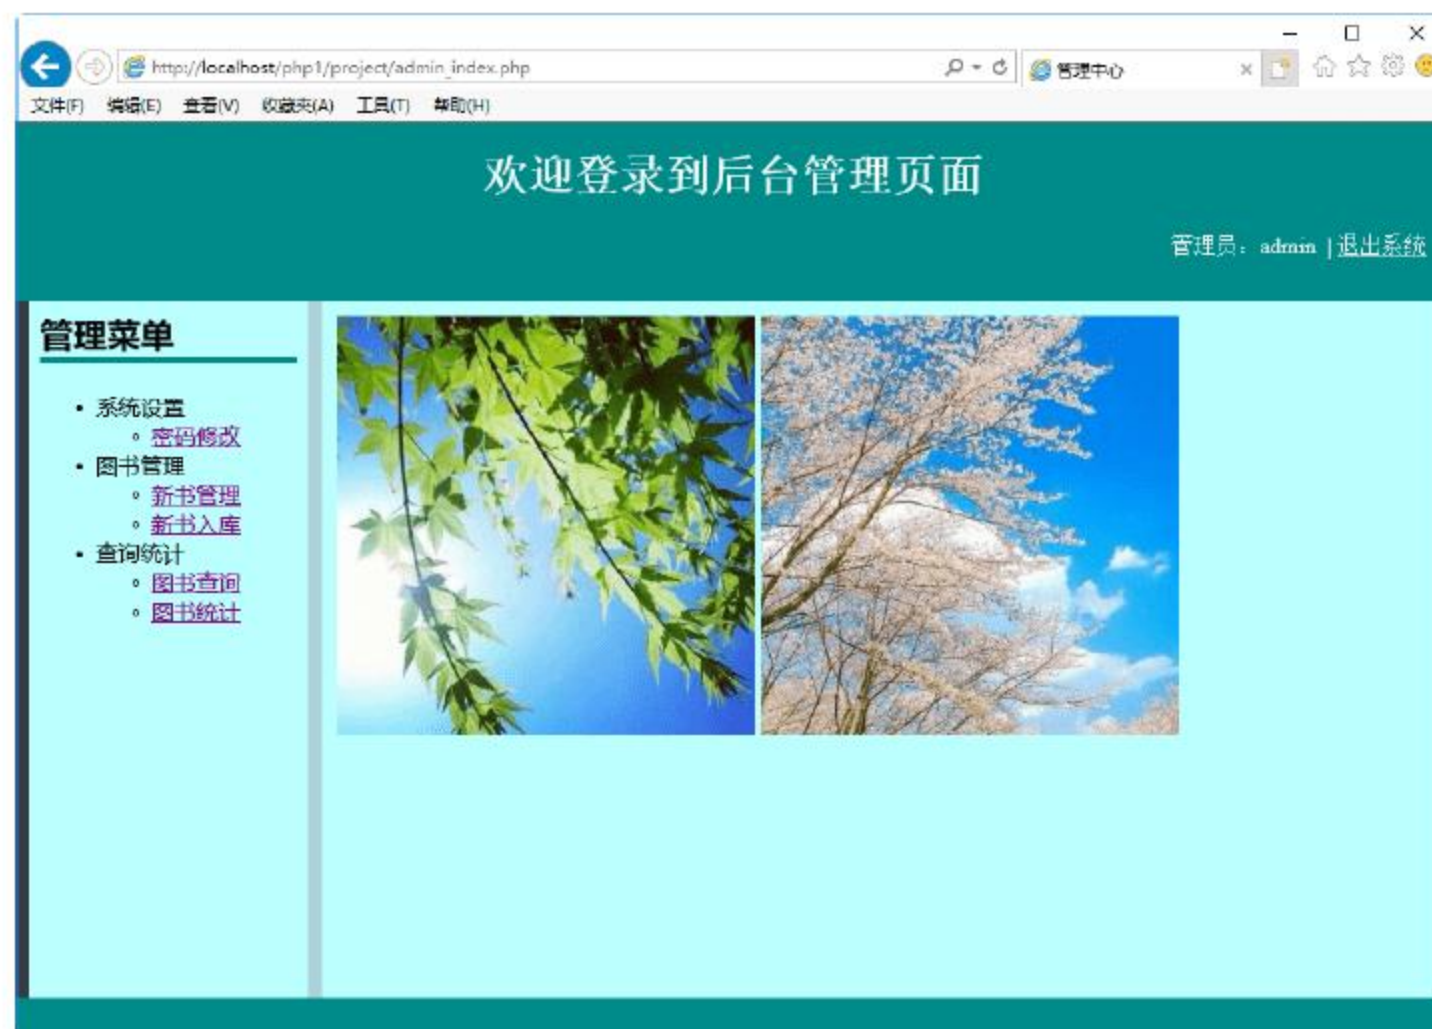 http://localhost/php1/project/admin_index.php
管理中心
文件(F) 编辑(E) 查看(V) 收藏夹(A) 工具(T) 帮助(H)
欢迎登录到后台管理页面
管理员：admin | 退出系统
管理菜单
系统设置
密码修改
图书管理
新书管理
新书入库
查询统计
图书查询
图书统计